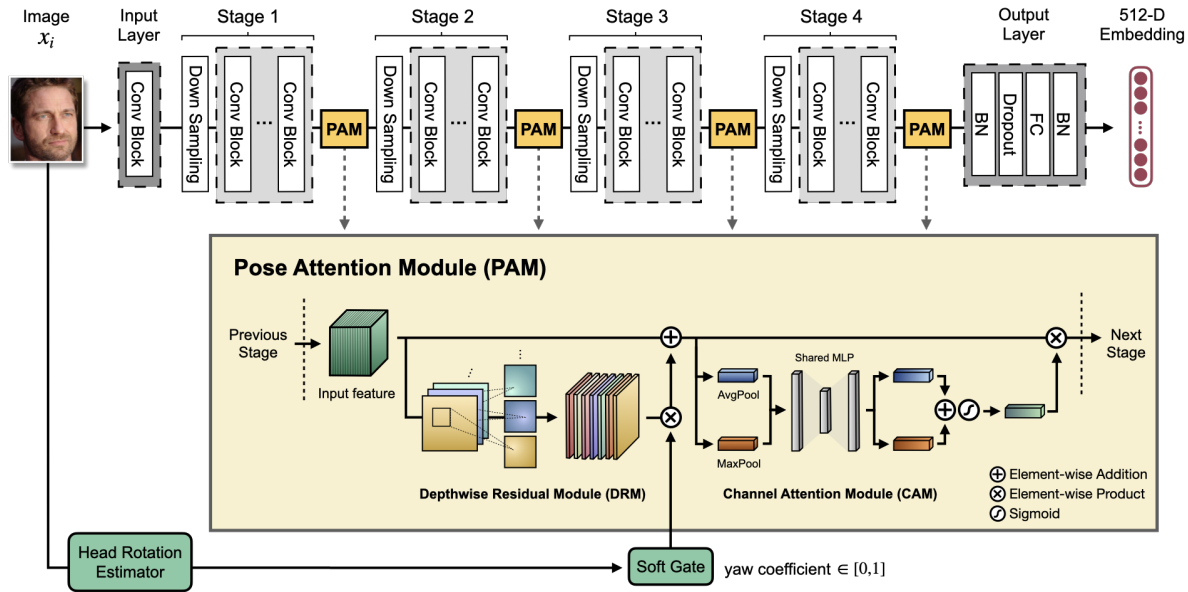 Image
xᵢ
Input
Layer
Stage 1
Stage 2
Stage 3
Stage 4
Output
Layer
512-D
Embedding
Conv Block
Down Sampling
Conv Block
...
Conv Block
PAM
Down Sampling
Conv Block
...
Conv Block
PAM
Down Sampling
Conv Block
...
Conv Block
PAM
Down Sampling
Conv Block
...
Conv Block
PAM
BN
Dropout
FC
BN
Pose Attention Module (PAM)
Previous
Stage
Input feature
Depthwise Residual Module (DRM)
Shared MLP
AvgPool
MaxPool
Channel Attention Module (CAM)
Next
Stage
Element-wise Addition
Element-wise Product
Sigmoid
Head Rotation
Estimator
Soft Gate
yaw coefficient ∈ [0,1]